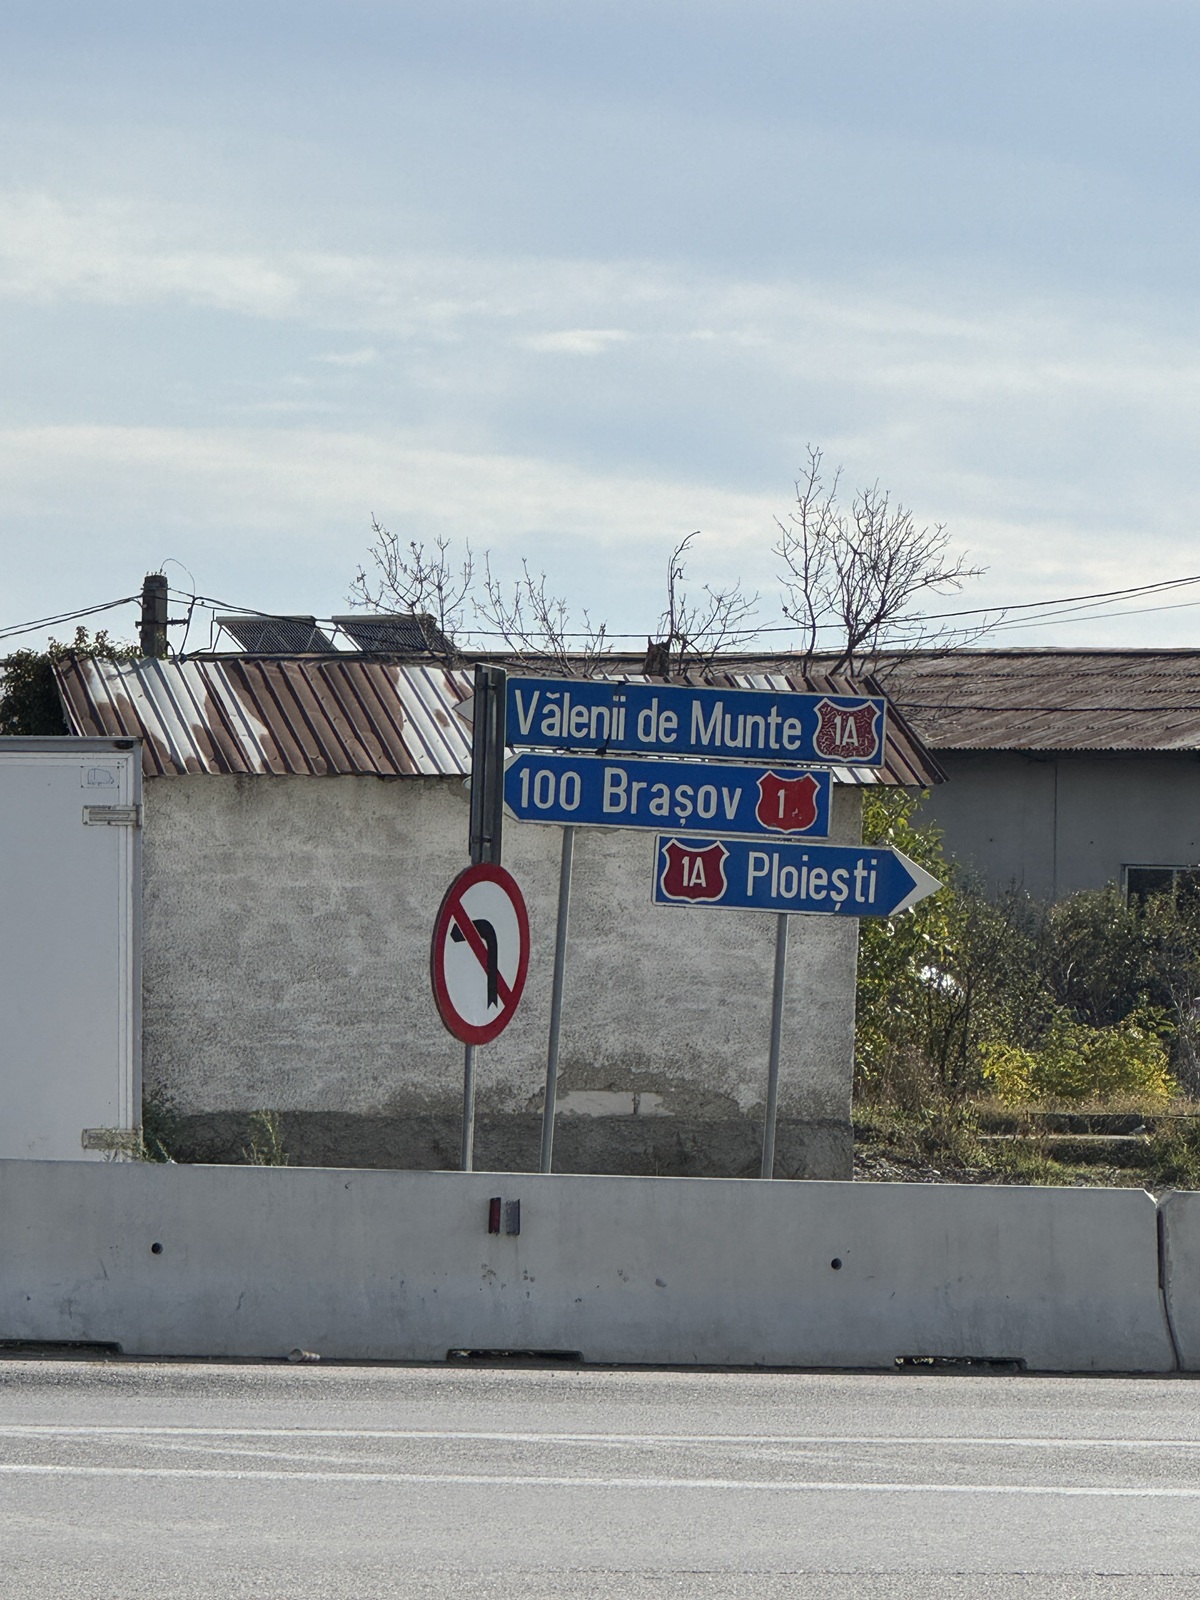 Vălenii de Munte 1A
100 Brașov 1
1A Ploiești